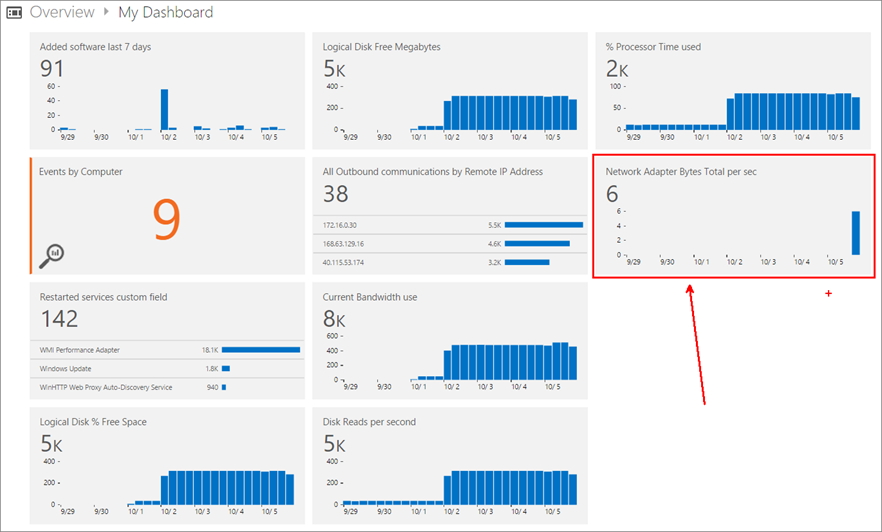 Overview My Dashboard
Added software last 7 days
91
60
40
20
0
9/29 9/30 10/ 1 10/ 2 10/ 3 10/ 4 10/ 5
Logical Disk Free Megabytes
5K
400
200
0
9/29 9/30 10/ 1 10/ 2 10/ 3 10/ 4 10/ 5
% Processor Time used
2K
100
50
0
9/29 9/30 10/ 1 10/ 2 10/ 3 10/ 4 10/ 5
Events by Computer
9
All Outbound communications by Remote IP Address
38
172.16.0.30 5.5K
168.63.129.16 4.6K
40.115.53.174 3.2K
Network Adapter Bytes Total per sec
6
6
4
2
0
9/29 9/30 10/ 1 10/ 2 10/ 3 10/ 4 10/ 5
Restarted services custom field
142
WMI Performance Adapter 18.1K
Windows Update 1.8K
WinHTTP Web Proxy Auto-Discovery Service 940
Current Bandwidth use
8K
600
400
200
0
9/29 9/30 10/ 1 10/ 2 10/ 3 10/ 4 10/ 5
Logical Disk % Free Space
5K
400
200
0
9/29 9/30 10/ 1 10/ 2 10/ 3 10/ 4 10/ 5
Disk Reads per second
5K
400
200
0
9/29 9/30 10/ 1 10/ 2 10/ 3 10/ 4 10/ 5